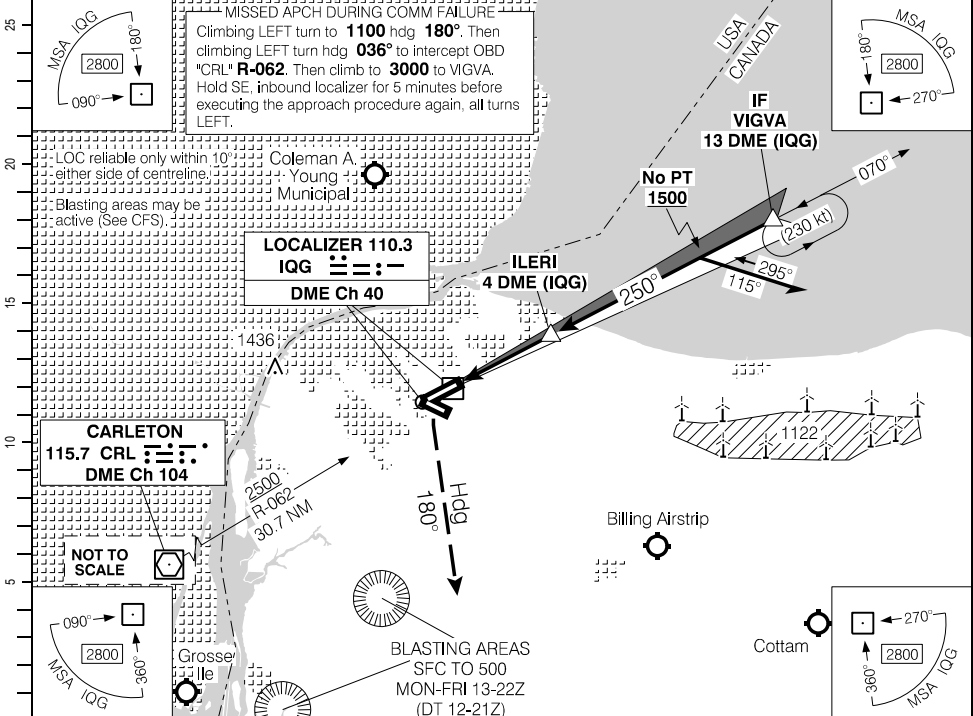 MISSED APCH DURING COMM FAILURE
Climbing LEFT turn to 1100 hdg 180°. Then
climbing LEFT turn hdg 036° to intercept OBD
"CRL" R-062. Then climb to 3000 to VIGVA.
Hold SE, inbound localizer for 5 minutes before
executing the approach procedure again, all turns
LEFT.
25
MSA IQG
180°
2800
090°
USA
CANADA
MSA IQG
180°
2800
270°
IF
VIGVA
13 DME (IQG)
20
LOC reliable only within 10°
either side of centreline.
Blasting areas may be
active (See CFS).
Coleman A.
Young
Municipal
No PT
1500
070°
(230 kt)
LOCALIZER 110.3
IQG
DME Ch 40
ILERI
4 DME (IQG)
250°
295°
115°
15
1436
10
CARLETON
115.7 CRL
DME Ch 104
1122
2500
R-062
30.7 NM
Hdg
180°
Billing Airstrip
NOT TO
SCALE
5
090°
2800
360°
MSA IQG
Grosse
Ile
BLASTING AREAS
SFC TO 500
MON-FRI 13-22Z
(DT 12-21Z)
Cottam
270°
2800
360°
MSA IQG